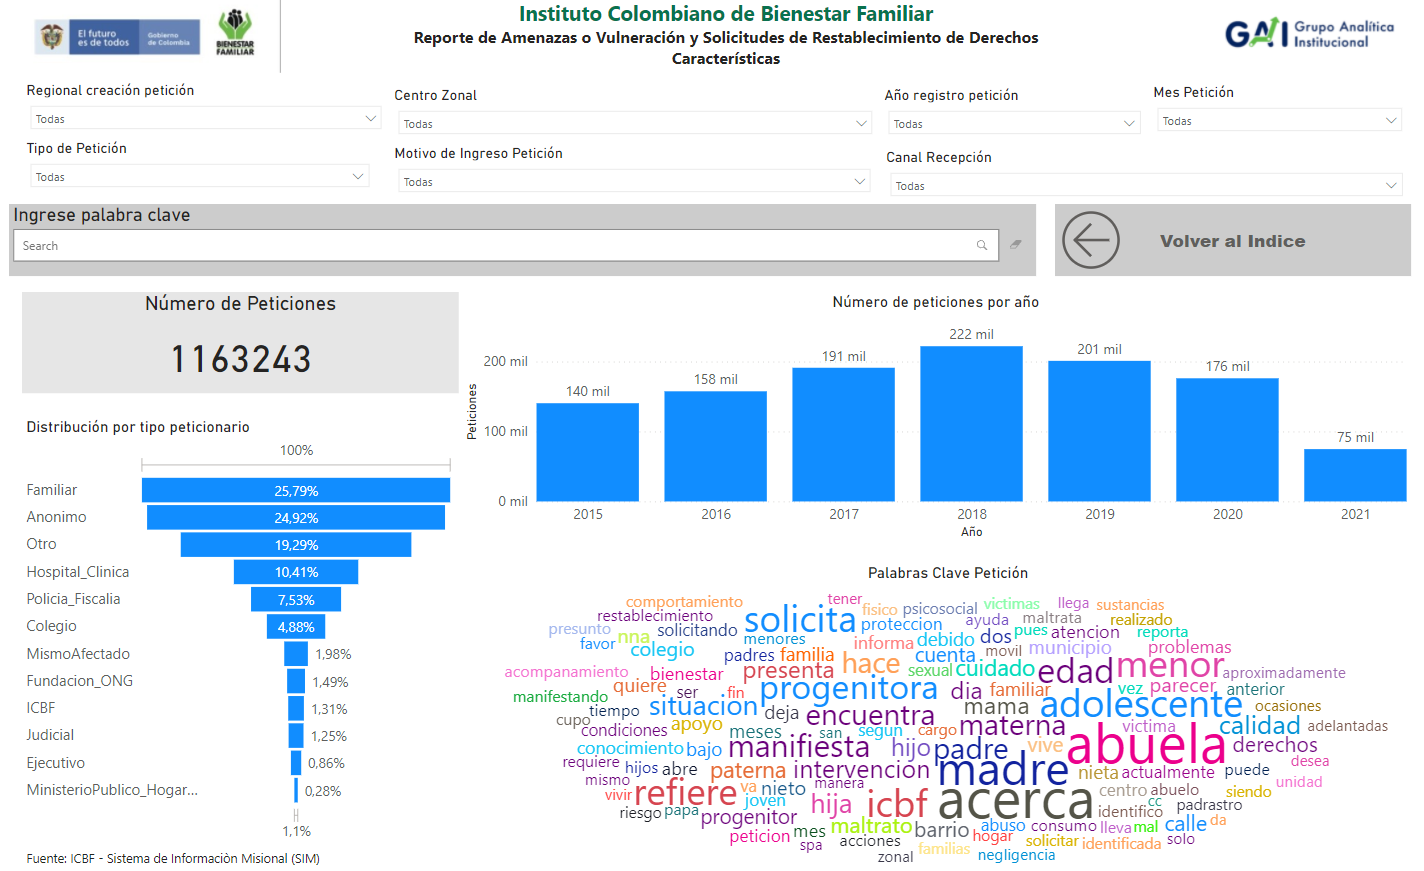 El futuro
es de todos
Gobierno
de Colombia
BIENESTAR
FAMILIAR
Instituto Colombiano de Bienestar Familiar
Reporte de Amenazas o Vulneración y Solicitudes de Restablecimiento de Derechos
Características
GAI Grupo Analítica
Institucional
Regional creación petición
Todas
Centro Zonal
Todas
Año registro petición
Todas
Mes Petición
Todas
Tipo de Petición
Todas
Motivo de Ingreso Petición
Todas
Canal Recepción
Todas
Ingrese palabra clave
Search
Volver al Indice
Número de Peticiones
1163243
Número de peticiones por año
Peticiones
200 mil
100 mil
0 mil
140 mil
158 mil
191 mil
222 mil
201 mil
176 mil
75 mil
2015 2016 2017 2018 2019 2020 2021
Año
Distribución por tipo peticionario
100%
Familiar 25,79%
Anonimo 24,92%
Otro 19,29%
Hospital_Clinica 10,41%
Policia_Fiscalia 7,53%
Colegio 4,88%
MismoAfectado 1,98%
Fundacion_ONG 1,49%
ICBF 1,31%
Judicial 1,25%
Ejecutivo 0,86%
MinisterioPublico_Hogar... 0,28%
1,1%
Fuente: ICBF - Sistema de Informaciòn Misional (SIM)
Palabras Clave Petición
comportamiento tener fisico psicosocial victimas llega sustancias
restablecimiento solicita proteccion ayuda maltrata realizado
presunto nna solicitando menores informa debido dos pues atencion reporta
favor colegio padres familia hace cuenta movil municipio problemas
acompanamiento bienestar presenta sexual cuidado edad menor aproximadamente
manifestando quiere ser fin progenitora dia familiar adolescente vez parecer anterior
cupo tiempo situacion deja encuentra mama ocasiones
condiciones apoyo meses san segun cargo materna victima calidad adelantadas
conocimiento bajo manifiesta hijo padre vive abuela derechos
requiere hijos abre paterna intervencion madre nieta actualmente puede desea
mismo va nieto manera centro abuelo siendo unidad
vivir refiere joven hija icbf acerca identifico cc padrastro
riesgo papa progenitor maltrato barrio abuso consumo lleva mal calle da
peticion mes spa acciones hogar solicitar identificada solo
zonal familias negligencia